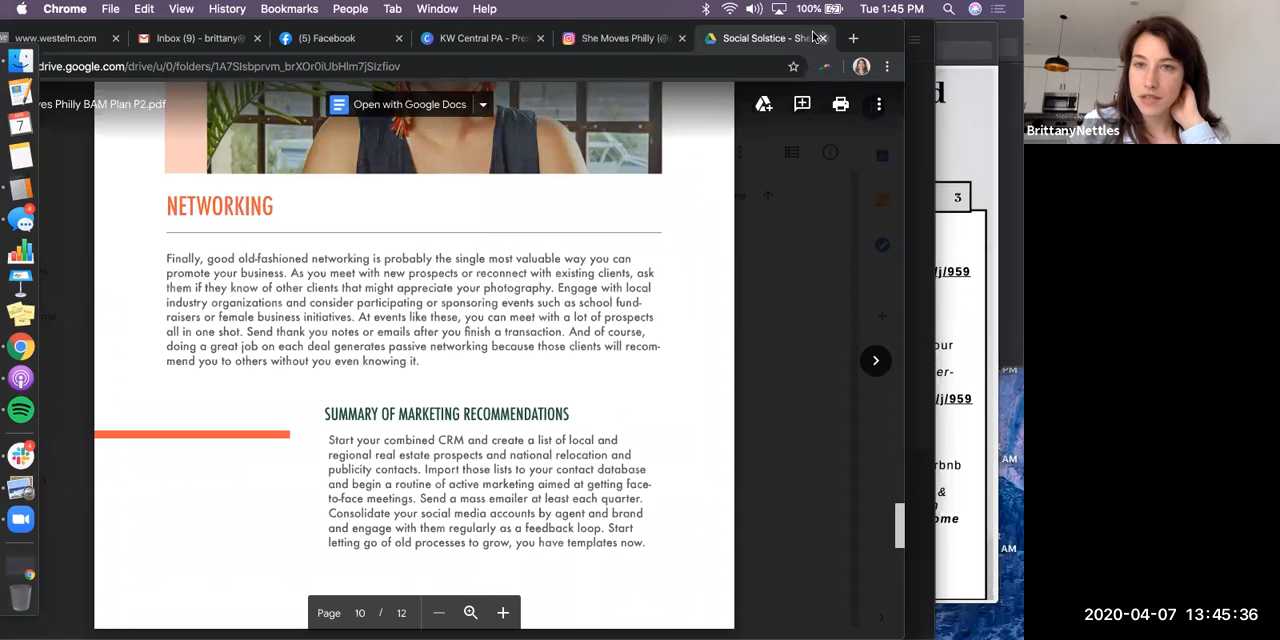 Chrome File Edit View History Bookmarks People Tab Window Help 100% Tue 1:45 PM
www.westelm.com Inbox (9) - brittany@ (5) Facebook KW Central PA - Pres She Moves Philly (@s Social Solstice - She
drive.google.com/drive/u/0/folders/1A7SIsbprvm_brXOr0iUbHlm7jSIzfiov
ves Philly BAM Plan P2.pdf Open with Google Docs
NETWORKING
Finally, good old-fashioned networking is probably the single most valuable way you can
promote your business. As you meet with new prospects or reconnect with existing clients, ask
them if they know of other clients that might appreciate your photography. Engage with local
industry organizations and consider participating or sponsoring events such as school fund-
raisers or female business initiatives. At events like these, you can meet with a lot of prospects
all in one shot. Send thank you notes or emails after you finish a transaction. And of course,
doing a great job on each deal generates passive networking because those clients will recom-
mend you to others without you even knowing it.
SUMMARY OF MARKETING RECOMMENDATIONS
Start your combined CRM and create a list of local and
regional real estate prospects and national relocation and
publicity contacts. Import those lists to your contact database
and begin a routine of active marketing aimed at getting face-
to-face meetings. Send a mass emailer at least each quarter.
Consolidate your social media accounts by agent and brand
and engage with them regularly as a feedback loop. Start
letting go of old processes to grow, you have templates now.
Page 10 / 12
d
3
/j/959
our
er-
/j/959
PM
AM
rbnb
&
ome
AM
BrittanyNettles
2020-04-07 13:45:36